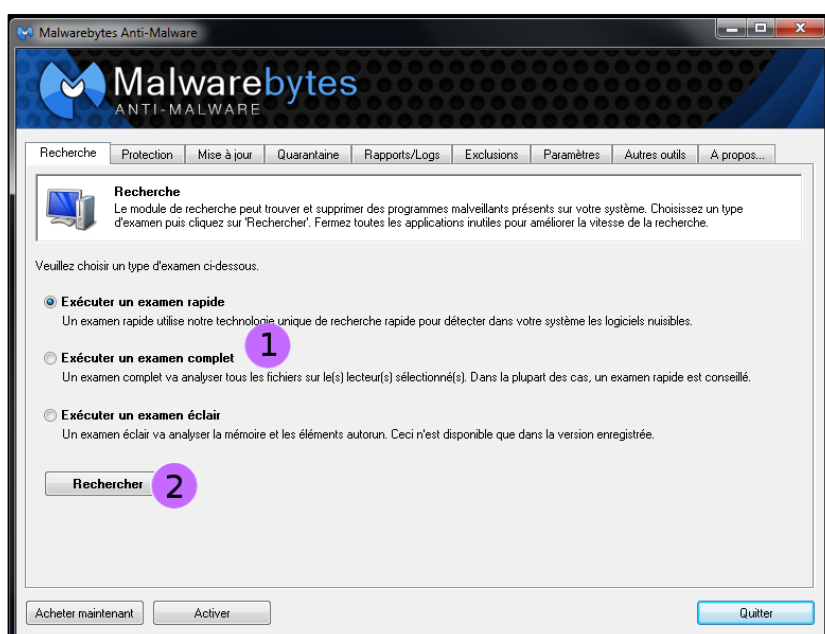 Malwarebytes Anti-Malware
Malwarebytes
ANTI-MALWARE
Recherche Protection Mise à jour Quarantaine Rapports/Logs Exclusions Paramètres Autres outils A propos...
Recherche
Le module de recherche peut trouver et supprimer des programmes malveillants présents sur votre système. Choisissez un type
d'examen puis cliquez sur 'Rechercher'. Fermez toutes les applications inutiles pour améliorer la vitesse de la recherche.
Veuillez choisir un type d'examen ci-dessous.
Exécuter un examen rapide
Un examen rapide utilise notre technologie unique de recherche rapide pour détecter dans votre système les logiciels nuisibles.
1
Exécuter un examen complet
Un examen complet va analyser tous les fichiers sur le(s) lecteur(s) sélectionné(s). Dans la plupart des cas, un examen rapide est conseillé.
Exécuter un examen éclair
Un examen éclair va analyser la mémoire et les éléments autorun. Ceci n'est disponible que dans la version enregistrée.
Rechercher 2
Acheter maintenant Activer Quitter